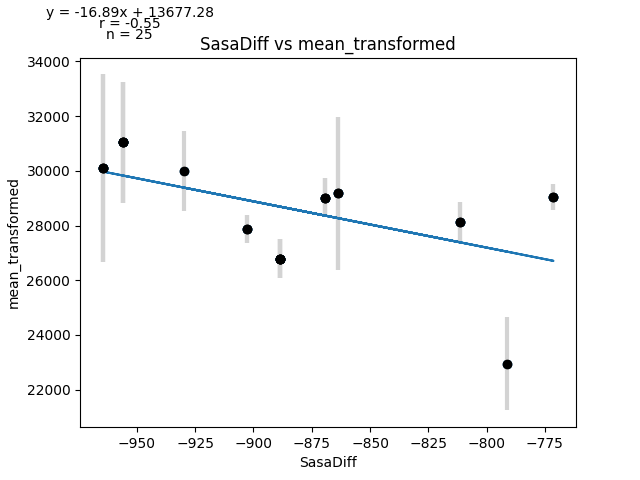 y = -16.89x + 13677.28
r = -0.55
n = 25
SasaDiff vs mean_transformed
34000
32000
30000
28000
26000
24000
22000
mean_transformed
−950
−925
−900
−875
−850
−825
−800
−775
SasaDiff